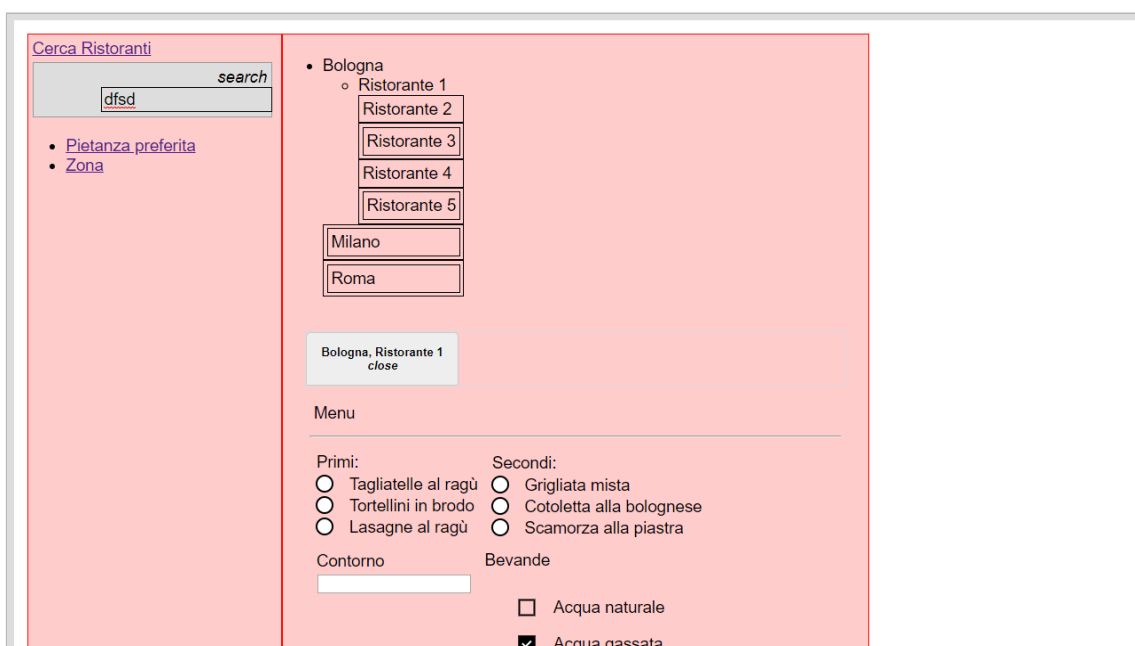 Cerca Ristoranti
search
dfsd
Pietanza preferita
Zona
Bologna
Ristorante 1
Ristorante 2
Ristorante 3
Ristorante 4
Ristorante 5
Milano
Roma
Bologna, Ristorante 1
close
Menu
Primi:
Tagliatelle al ragù
Tortellini in brodo
Lasagne al ragù
Secondi:
Grigliata mista
Cotoletta alla bolognese
Scamorza alla piastra
Contorno
Bevande
Acqua naturale
Acqua gassata